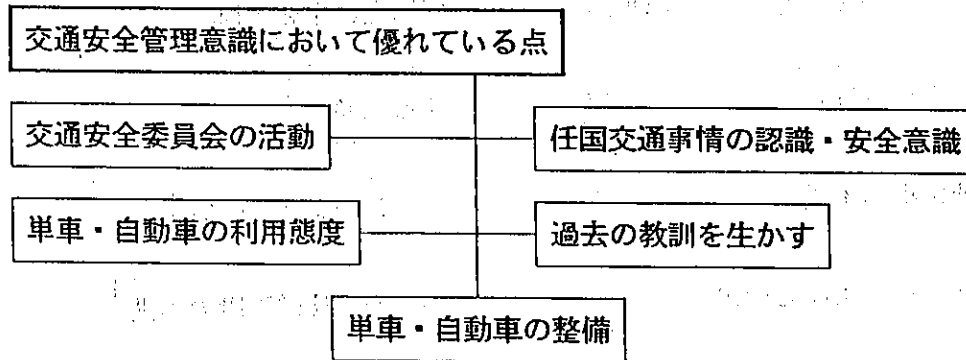 交通安全管理意識において優れている点
交通安全委員会の活動
任国交通事情の認識・安全意識
単車・自動車の利用態度
過去の教訓を生かす
単車・自動車の整備